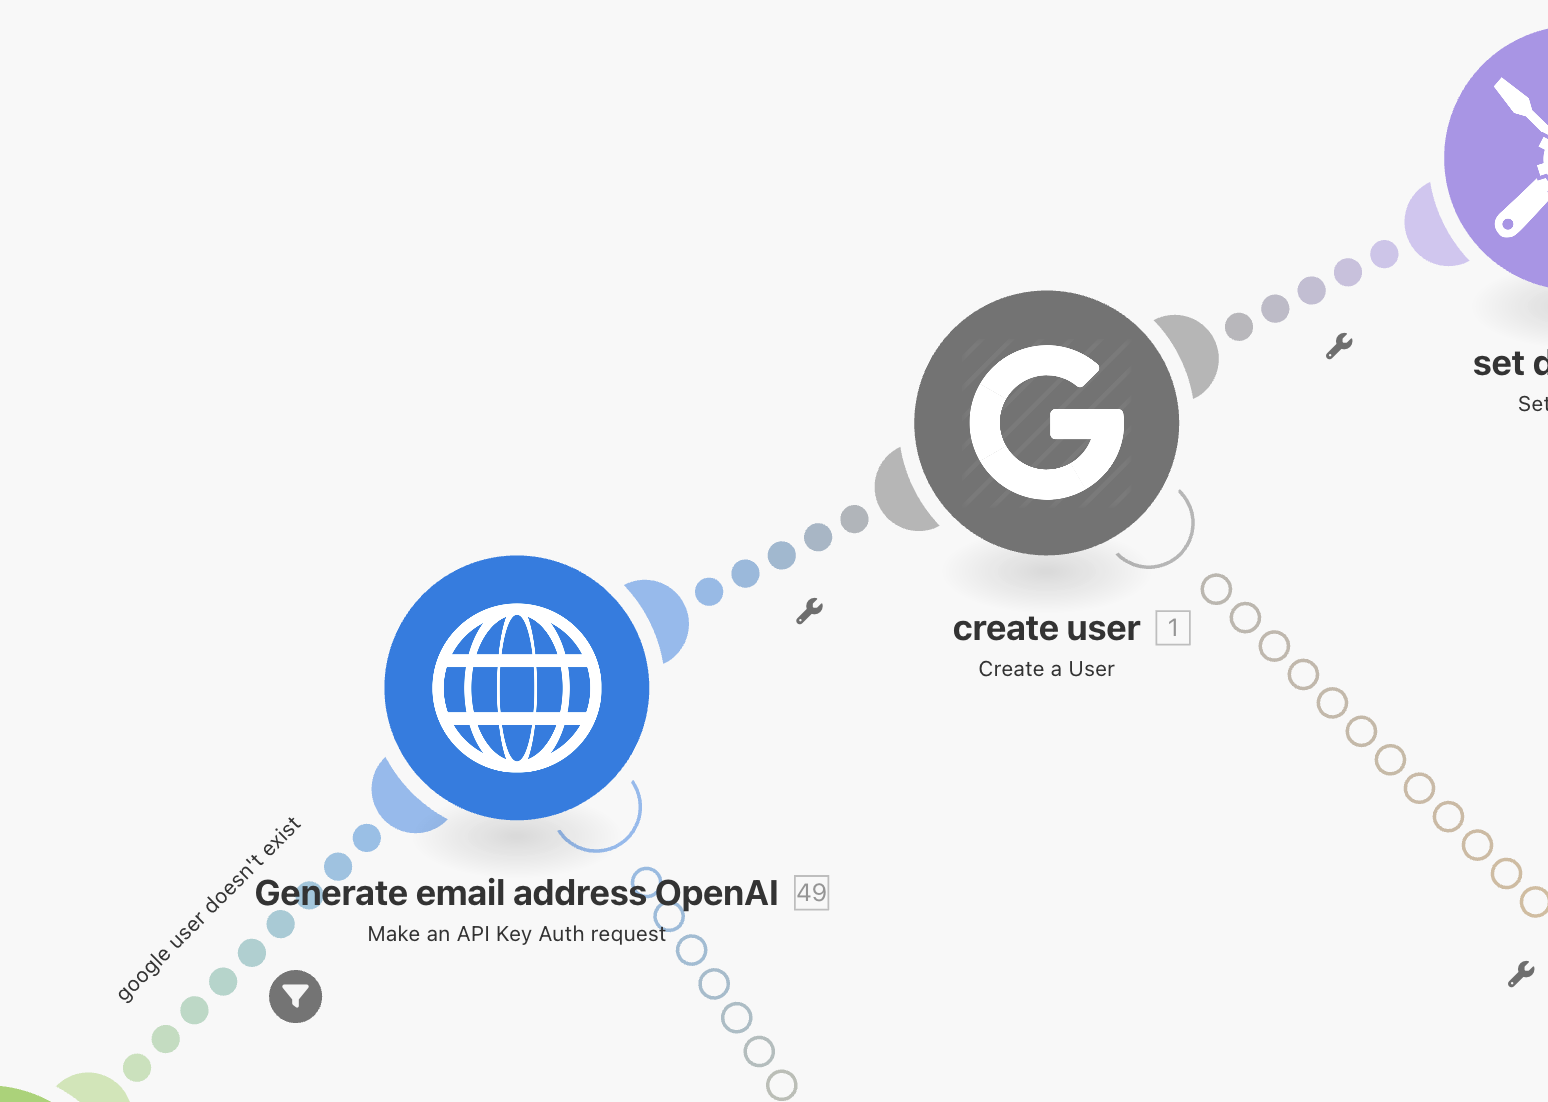 set d
Set
create user 1
Create a User
google user doesn't exist
Generate email address OpenAI 49
Make an API Key Auth request